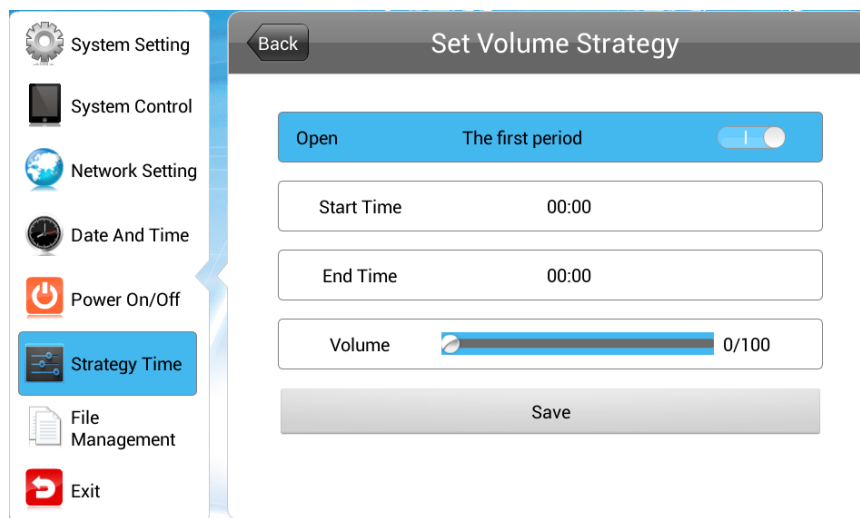 System Setting
System Control
Network Setting
Date And Time
Power On/Off
Strategy Time
File
Management
Exit
Back
Set Volume Strategy
Open The first period
Start Time 00:00
End Time 00:00
Volume 0/100
Save